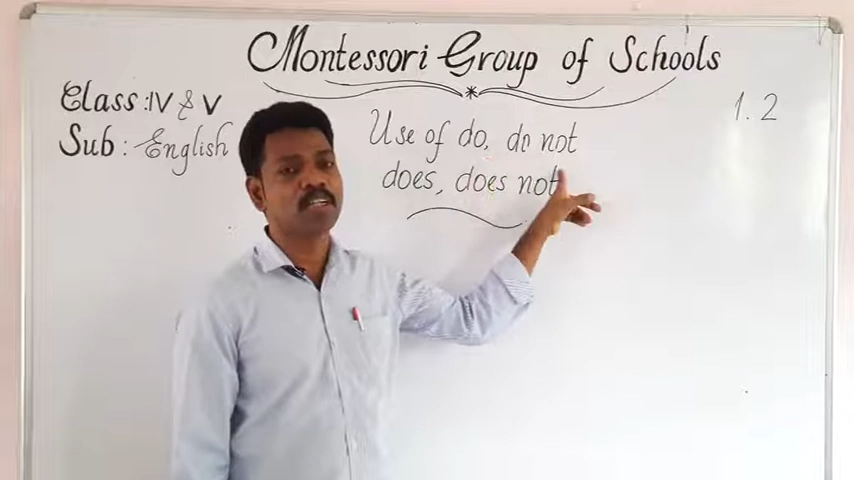 Montessori Group of Schools
Class : IV & V
1. 2
Sub : English
Use of do, do not
does, does not